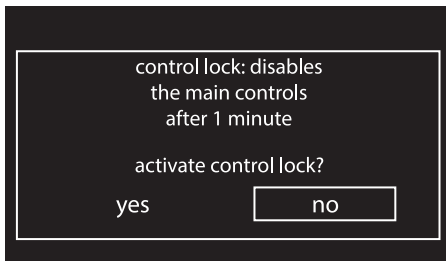 control lock: disables
the main controls
after 1 minute
activate control lock?
yes no